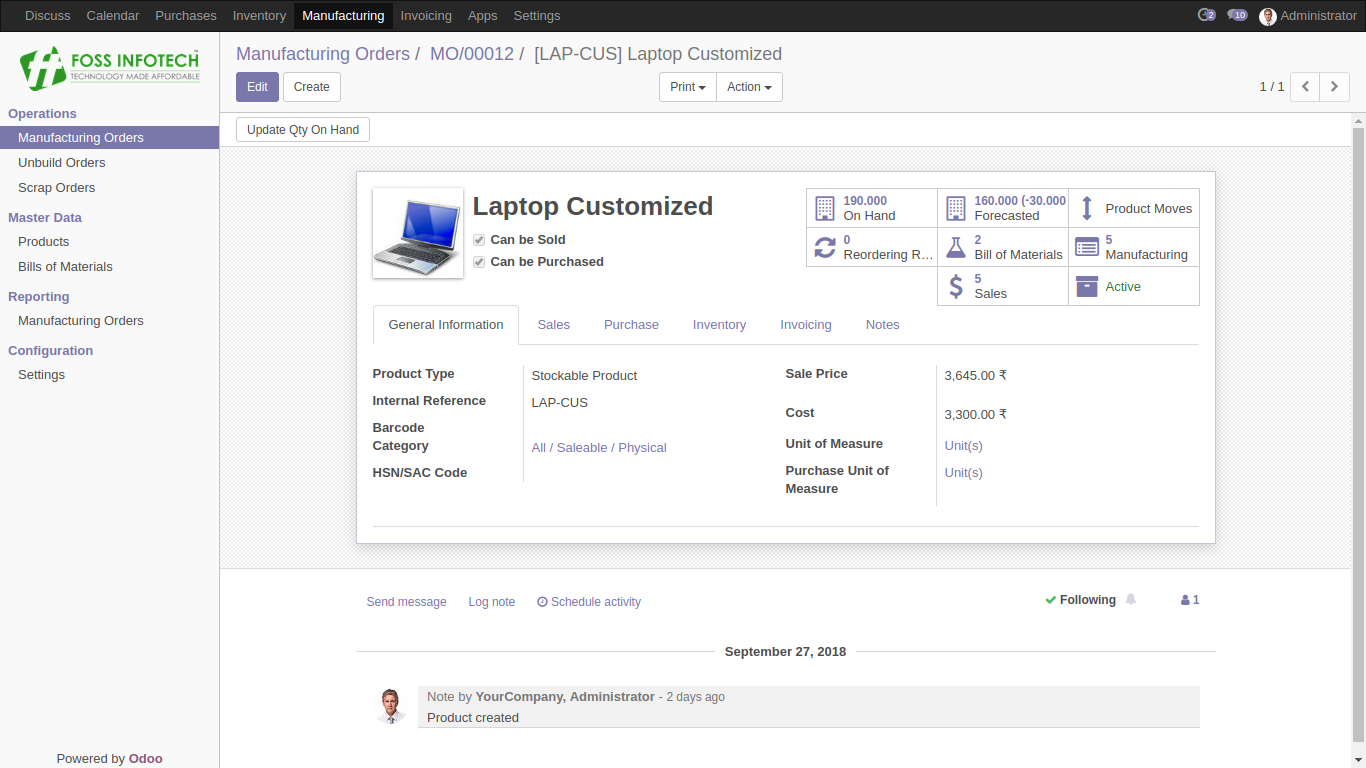 Discuss Calendar Purchases Inventory Manufacturing Invoicing Apps Settings 2 10 Administrator
FOSS INFOTECH
TECHNOLOGY MADE AFFORDABLE
Manufacturing Orders / MO/00012 / [LAP-CUS] Laptop Customized
Edit Create Print Action 1 / 1
Operations
Manufacturing Orders
Unbuild Orders
Scrap Orders
Master Data
Products
Bills of Materials
Reporting
Manufacturing Orders
Configuration
Settings
Powered by Odoo
Update Qty On Hand
Laptop Customized
Can be Sold
Can be Purchased
190.000
On Hand
160.000 (-30.000
Forecasted
Product Moves
0
Reordering R...
2
Bill of Materials
5
Manufacturing
5
Sales
Active
General Information Sales Purchase Inventory Invoicing Notes
Product Type Stockable Product
Internal Reference LAP-CUS
Barcode
Category All / Saleable / Physical
HSN/SAC Code
Sale Price 3,645.00 ₹
Cost 3,300.00 ₹
Unit of Measure Unit(s)
Purchase Unit of Unit(s)
Measure
Send message Log note Schedule activity Following 1
September 27, 2018
Note by YourCompany, Administrator - 2 days ago
Product created